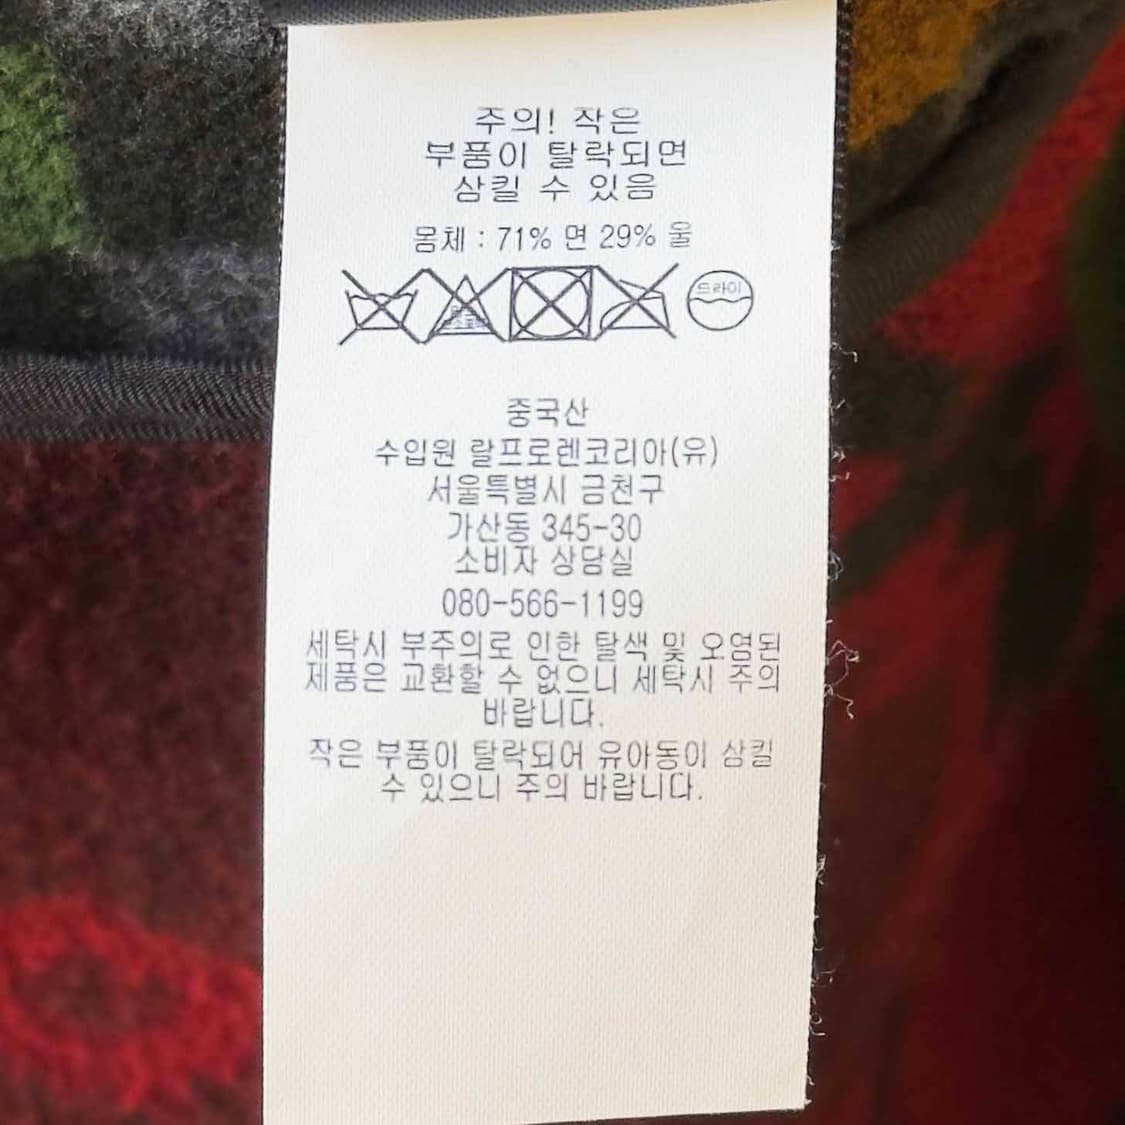 주의! 작은
부품이 탈락되면
삼킬 수 있음
몸체 : 71% 면 29% 울
드라이
중국산
수입원 랄프로렌코리아(유)
서울특별시 금천구
가산동 345-30
소비자 상담실
080-566-1199
세탁시 부주의로 인한 탈색 및 오염된
제품은 교환할 수 없으니 세탁시 주의
바랍니다.
작은 부품이 탈락되어 유아동이 삼킬
수 있으니 주의 바랍니다.